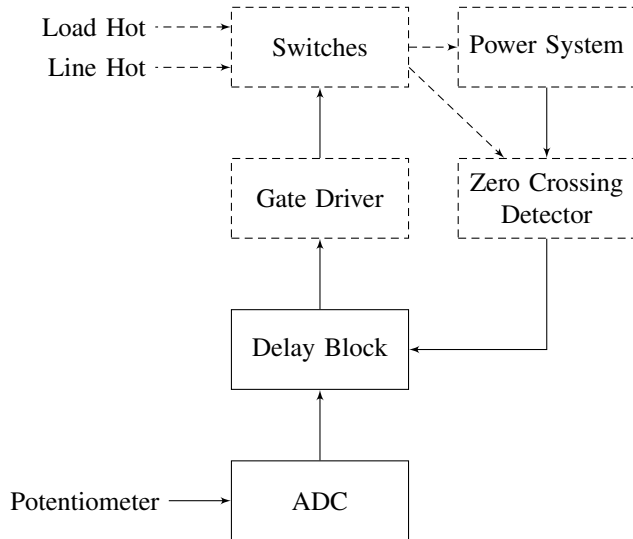 Load Hot
Line Hot
Switches
Power System
Gate Driver
Zero Crossing
Detector
Delay Block
Potentiometer
ADC